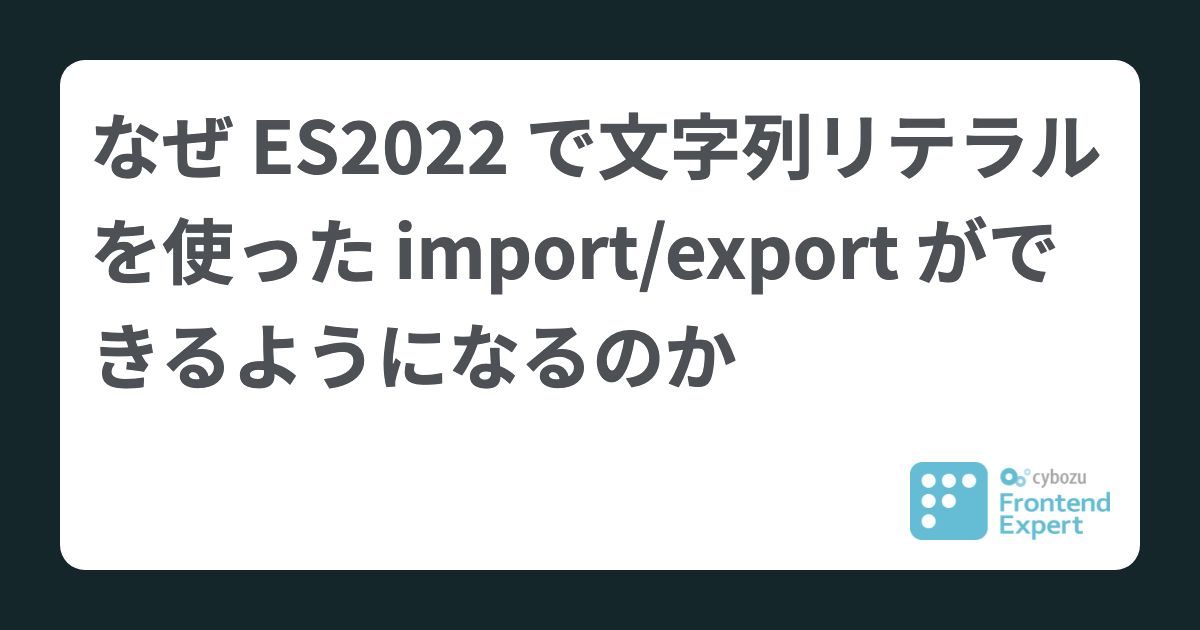 なぜ ES2022 で文字列リテラル
を使った import/export がで
きるようになるのか
cybozu
Frontend
Expert